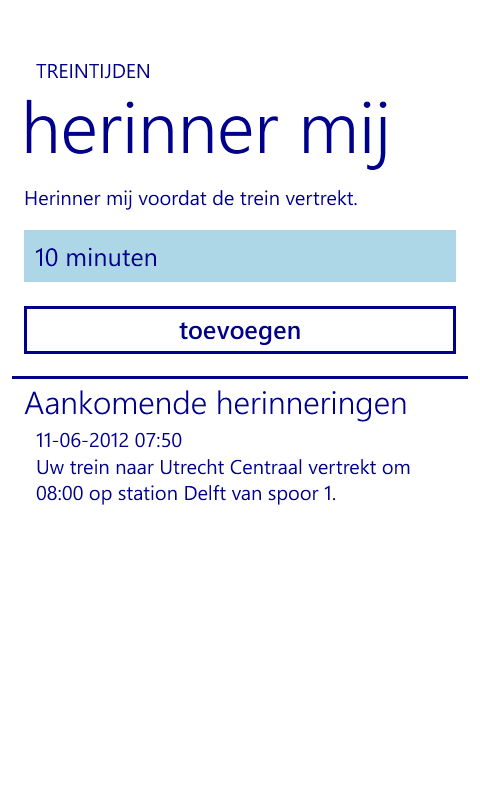 TREINTIJDEN
herinner mij
Herinner mij voordat de trein vertrekt.
10 minuten
toevoegen
Aankomende herinneringen
11-06-2012 07:50
Uw trein naar Utrecht Centraal vertrekt om
08:00 op station Delft van spoor 1.